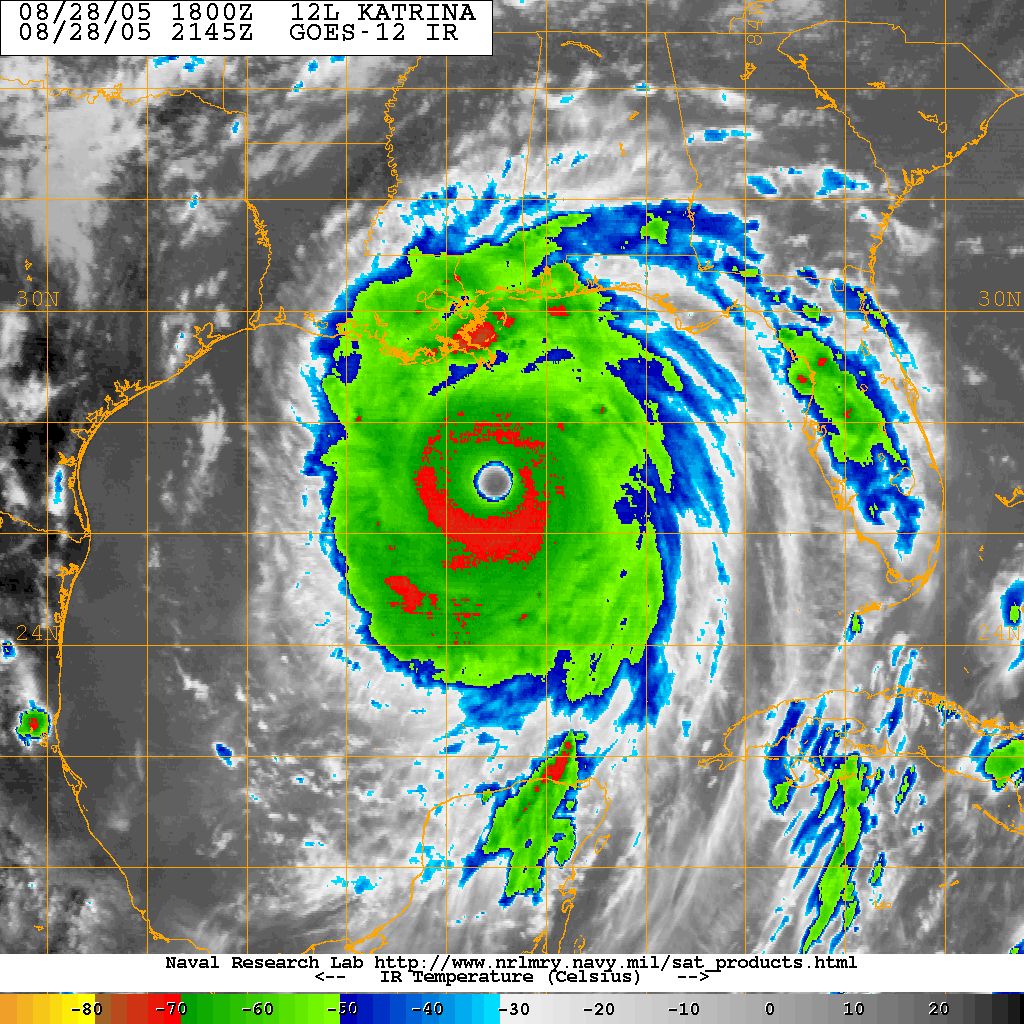 08/28/05 1800Z 12L KATRINA
08/28/05 2145Z GOES-12 IR
84W
30N 30N
24N 24N
Naval Research Lab http://www.nrlmry.navy.mil/sat_products.html
<-- IR Temperature (Celsius) -->
-80 -70 -60 -50 -40 -30 -20 -10 0 10 20